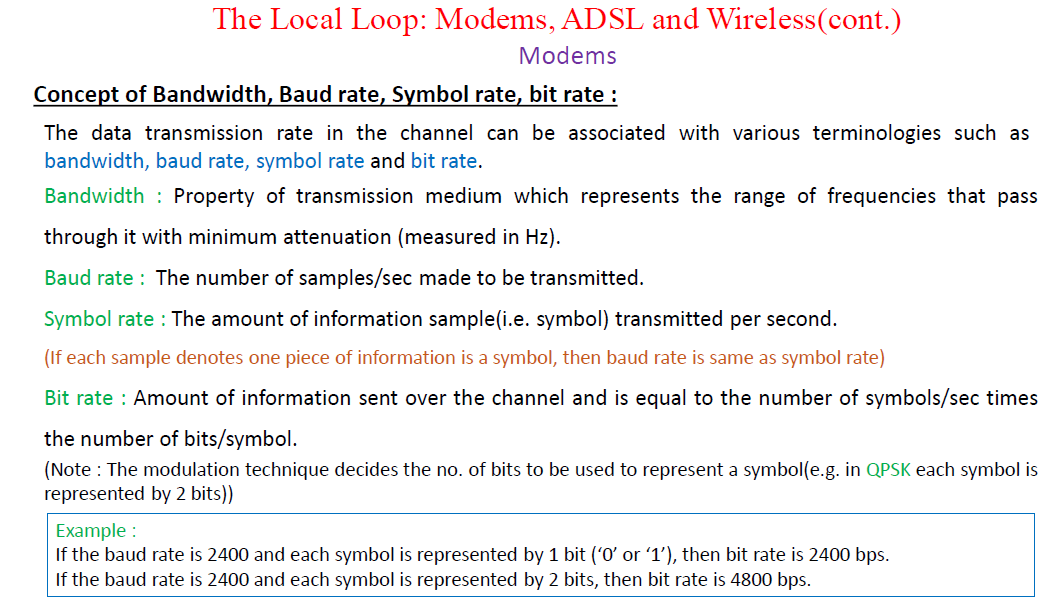 The Local Loop: Modems, ADSL and Wireless(cont.)
Modems
Concept of Bandwidth, Baud rate, Symbol rate, bit rate :
The data transmission rate in the channel can be associated with various terminologies such as
bandwidth, baud rate, symbol rate and bit rate.
Bandwidth : Property of transmission medium which represents the range of frequencies that pass
through it with minimum attenuation (measured in Hz).
Baud rate : The number of samples/sec made to be transmitted.
Symbol rate : The amount of information sample(i.e. symbol) transmitted per second.
(If each sample denotes one piece of information is a symbol, then baud rate is same as symbol rate)
Bit rate : Amount of information sent over the channel and is equal to the number of symbols/sec times
the number of bits/symbol.
(Note : The modulation technique decides the no. of bits to be used to represent a symbol(e.g. in QPSK each symbol is
represented by 2 bits))
Example :
If the baud rate is 2400 and each symbol is represented by 1 bit (‘0’ or ‘1’), then bit rate is 2400 bps.
If the baud rate is 2400 and each symbol is represented by 2 bits, then bit rate is 4800 bps.